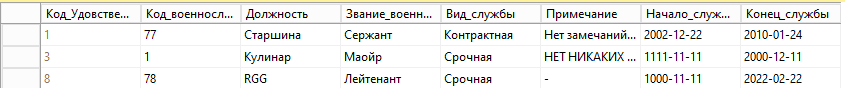 Код_Удостве... Код_военносл... Должность Звание_военн... Вид_службы Примечание Начало_служ... Конец_службы
1 77 Старшина Сержант Контрактная Нет замечаний... 2002-12-22 2010-01-24
3 1 Кулинар Маойр Срочная НЕТ НИКАКИХ ... 1111-11-11 2000-12-11
8 78 RGG Лейтенант Срочная - 1000-11-11 2022-02-22